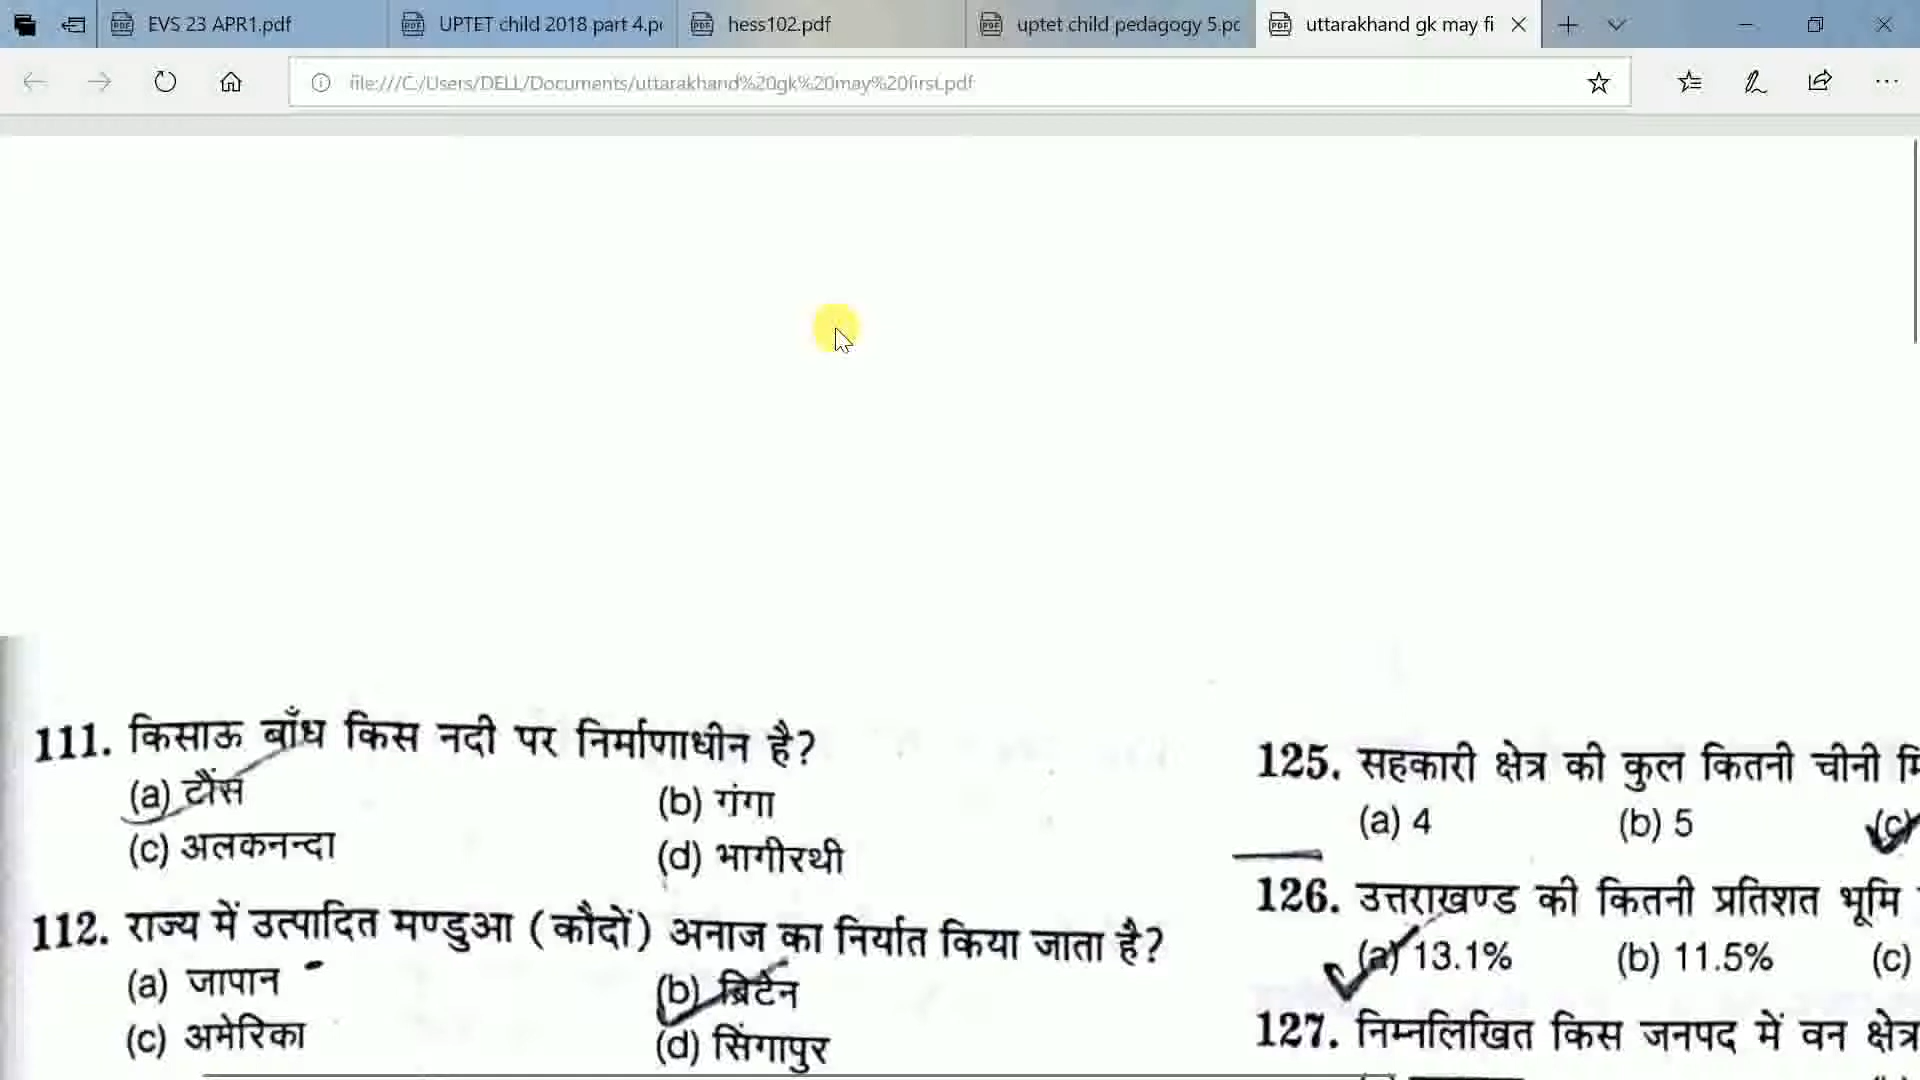 EVS 23 APR1.pdf
UPTET child 2018 part 4.p
hess102.pdf
uptet child pedagogy 5.pc
uttarakhand gk may fi
file:///C:/Users/DELL/Documents/uttarakhand%20gk%20may%20first.pdf
111. किसाऊ बाँध किस नदी पर निर्माणाधीन है?
(a) टौंस (b) गंगा
(c) अलकनन्दा (d) भागीरथी
112. राज्य में उत्पादित मण्डुआ (कौदों) अनाज का निर्यात किया जाता है?
(a) जापान (b) ब्रिटेन
(c) अमेरिका (d) सिंगापुर
125. सहकारी क्षेत्र की कुल कितनी चीनी मि
(a) 4 (b) 5 (c)
126. उत्तराखण्ड की कितनी प्रतिशत भूमि
(a) 13.1% (b) 11.5% (c)
127. निम्नलिखित किस जनपद में वन क्षेत्र